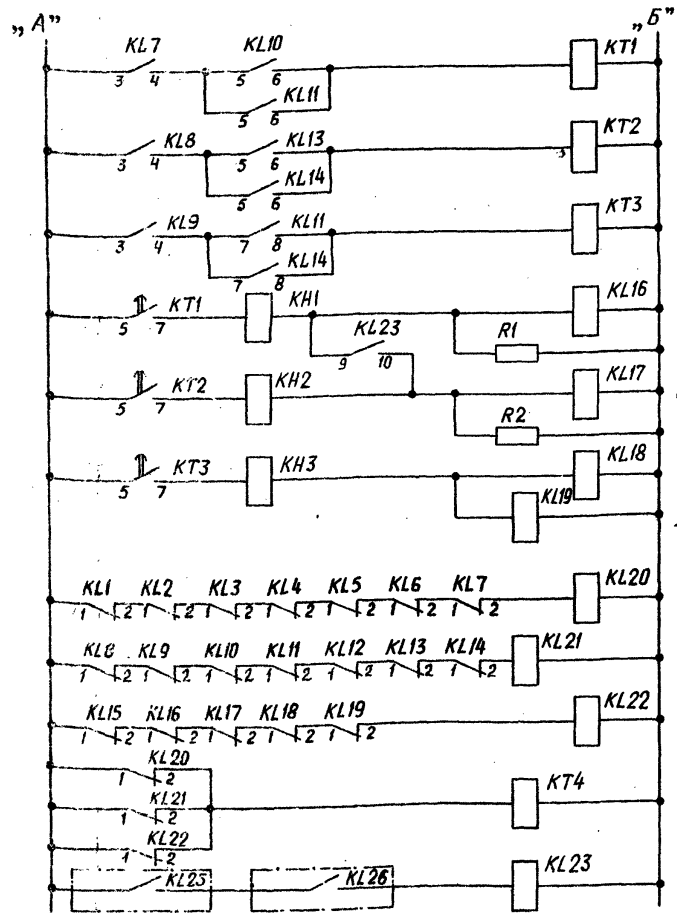 „А” „Б”
KL7 KL10 KT1
3 4 5 6
KL11
5 6
KL8 KL13 KT2
3 4 5 6
KL14
5 6
KL9 KL11 KT3
3 4 7 8
KL14
7 8
KT1 KH1 KL16
5 7
KL23 R1
9 10
KT2 KH2 KL17
5 7
R2
KT3 KH3 KL18
5 7
KL19
KL1 KL2 KL3 KL4 KL5 KL6 KL7 KL20
1 2 1 2 1 2 1 2 1 2 1 2 1 2
KL8 KL9 KL10 KL11 KL12 KL13 KL14 KL21
1 2 1 2 1 2 1 2 1 2 1 2 1 2
KL15 KL16 KL17 KL18 KL19 KL22
1 2 1 2 1 2 1 2 1 2
KL20
1 2
KL21 KT4
1 2
KL22
1 2
KL25 KL26 KL23